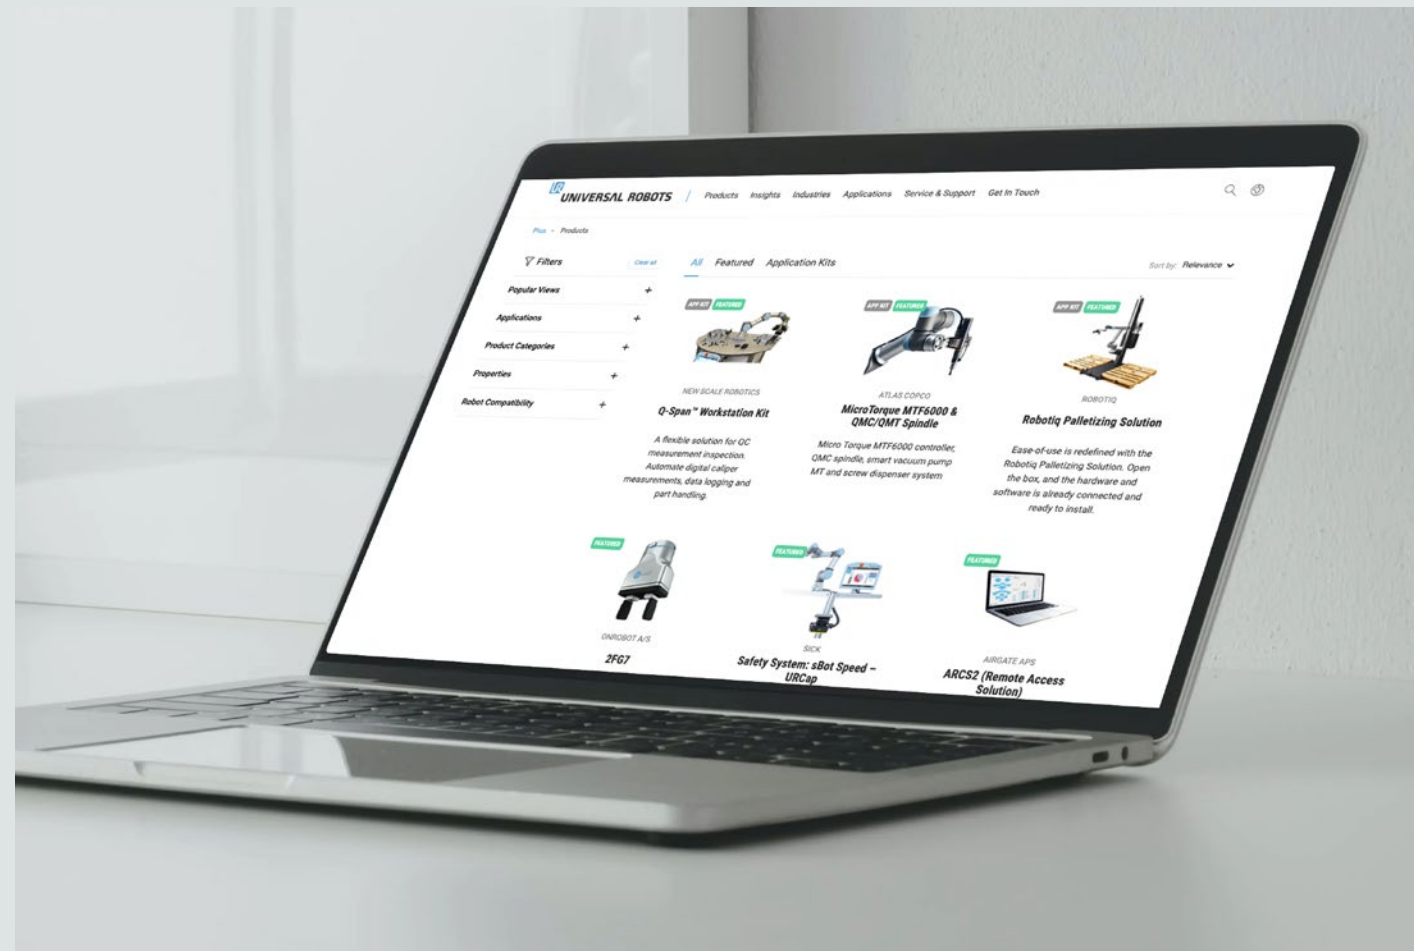 UR
UNIVERSAL ROBOTS
Products Insights Industries Applications Service & Support Get In Touch
Plus - Products
Filters Clear all
Popular Views +
Applications +
Product Categories +
Properties +
Robot Compatibility +
All Featured Application Kits
Sort by: Relevance
APP KIT FEATURED
NEW SCALE ROBOTICS
Q-Span™ Workstation Kit
A flexible solution for QC
measurement inspection.
Automate digital caliper
measurements, data logging and
part handling.
APP KIT FEATURED
ATLAS COPCO
MicroTorque MTF6000 &
QMC/QMT Spindle
Micro Torque MTF6000 controller,
QMC spindle, smart vacuum pump
MT and screw dispenser system
APP KIT FEATURED
ROBOTIQ
Robotiq Palletizing Solution
Ease-of-use is redefined with the
Robotiq Palletizing Solution. Open
the box, and the hardware and
software is already connected and
ready to install.
FEATURED
ONROBOT A/S
2FG7
FEATURED
SICK
Safety System: sBot Speed –
URCap
FEATURED
AIRGATE APS
ARCS2 (Remote Access
Solution)